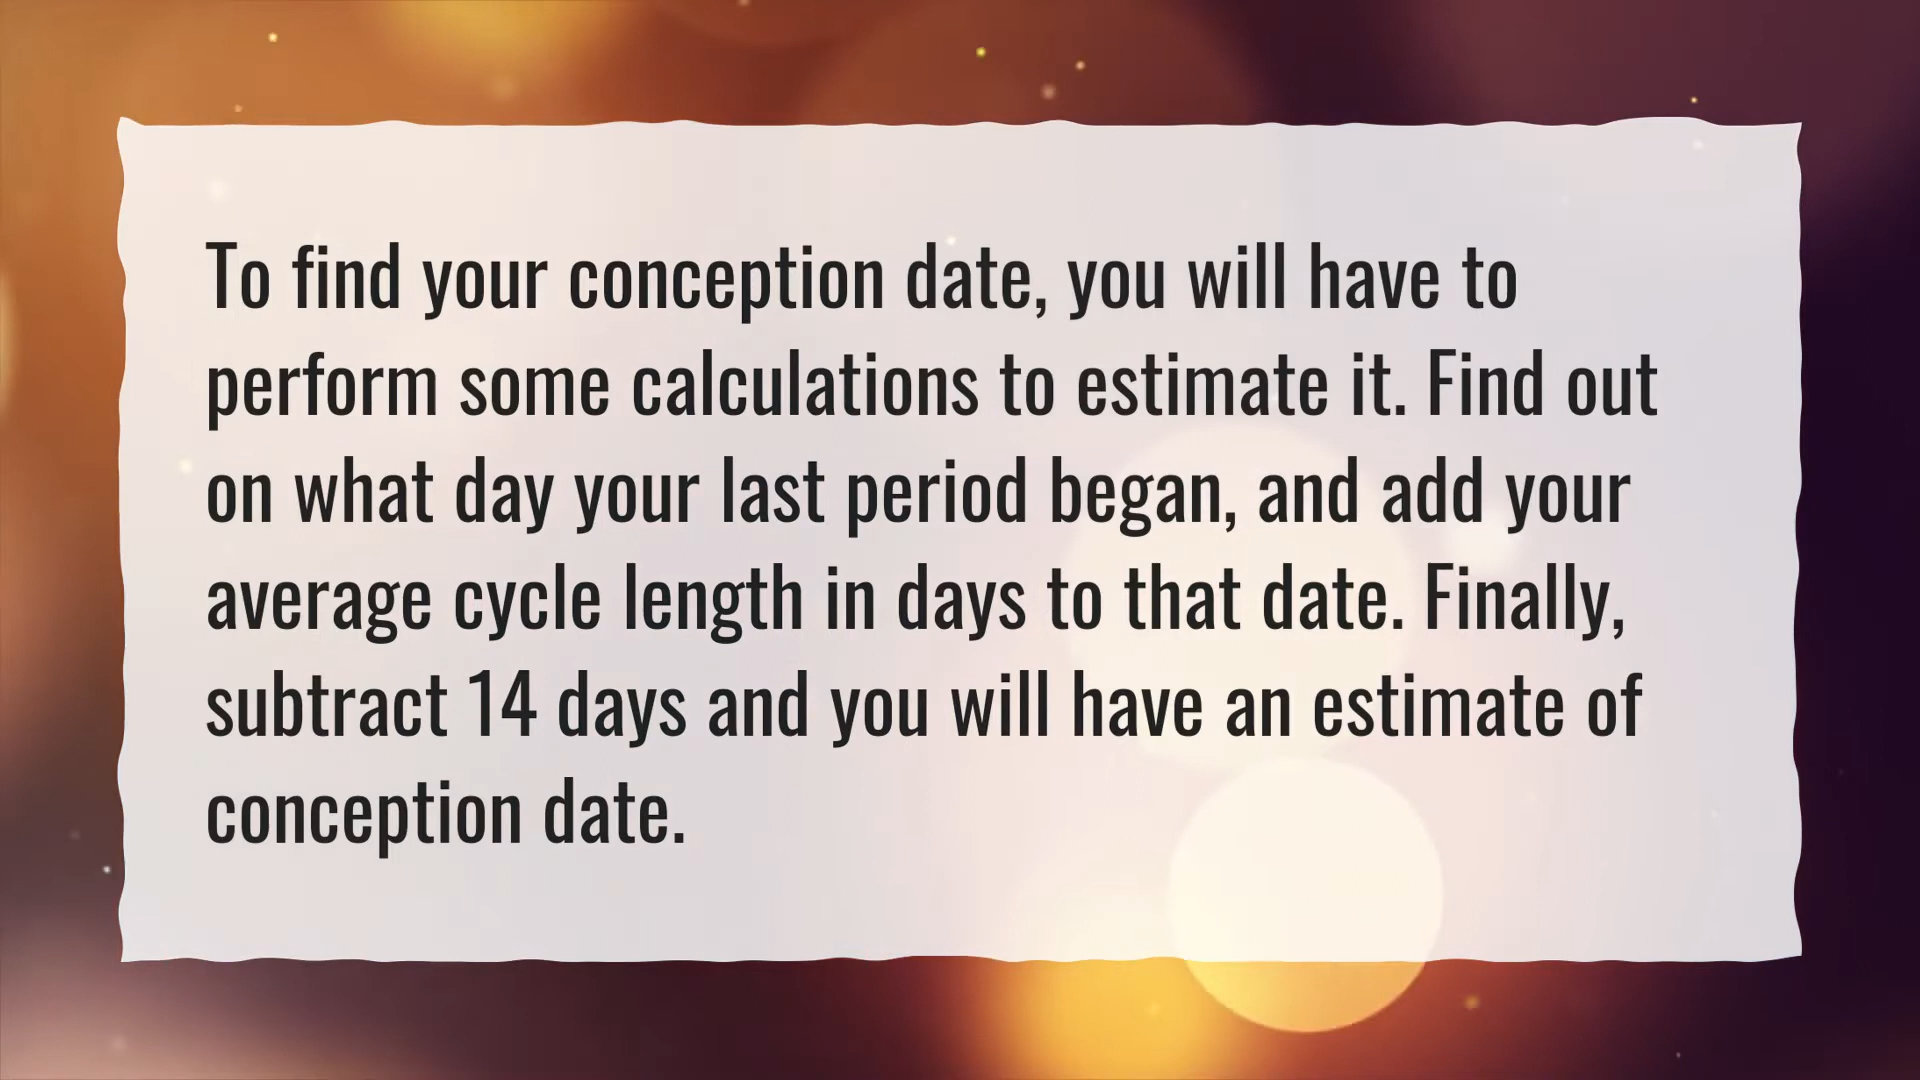 To find your conception date, you will have to
perform some calculations to estimate it. Find out
on what day your last period began, and add your
average cycle length in days to that date. Finally,
subtract 14 days and you will have an estimate of
conception date.